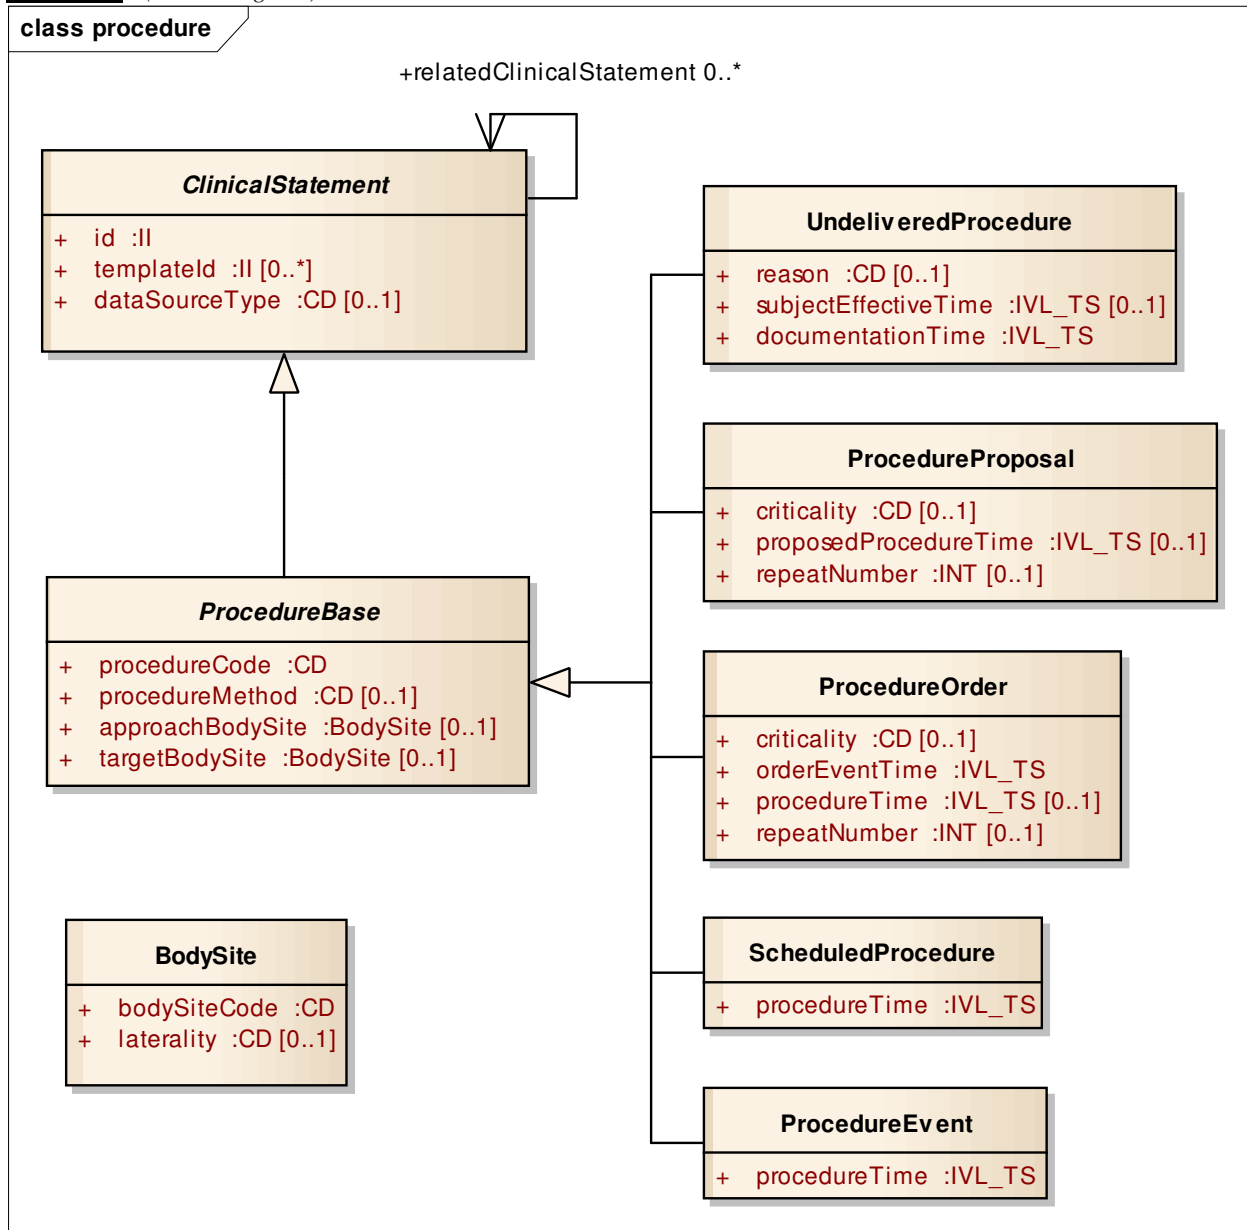 class procedure
+relatedClinicalStatement 0..*
ClinicalStatement
+ id :II
+ templateId :II [0..*]
+ dataSourceType :CD [0..1]
ProcedureBase
+ procedureCode :CD
+ procedureMethod :CD [0..1]
+ approachBodySite :BodySite [0..1]
+ targetBodySite :BodySite [0..1]
BodySite
+ bodySiteCode :CD
+ laterality :CD [0..1]
UndeliveredProcedure
+ reason :CD [0..1]
+ subjectEffectiveTime :IVL_TS [0..1]
+ documentationTime :IVL_TS
ProcedureProposal
+ criticality :CD [0..1]
+ proposedProcedureTime :IVL_TS [0..1]
+ repeatNumber :INT [0..1]
ProcedureOrder
+ criticality :CD [0..1]
+ orderEventTime :IVL_TS
+ procedureTime :IVL_TS [0..1]
+ repeatNumber :INT [0..1]
ScheduledProcedure
+ procedureTime :IVL_TS
ProcedureEvent
+ procedureTime :IVL_TS